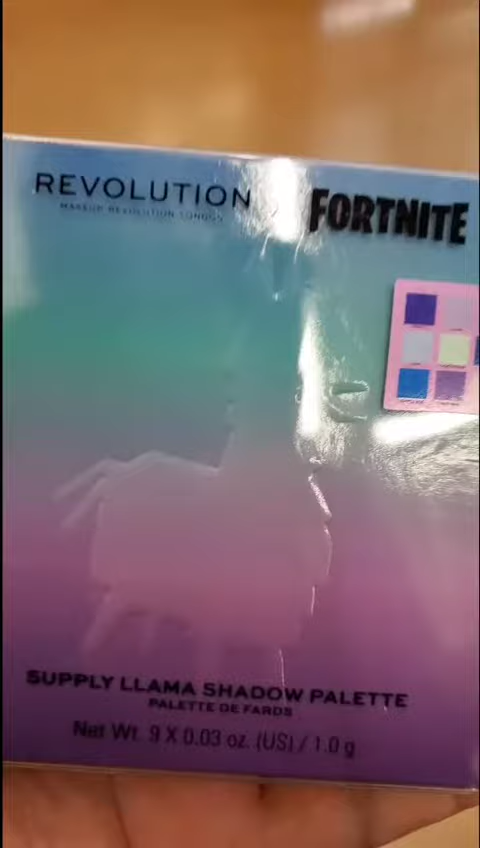 REVOLUTION
MAKEUP REVOLUTION LONDON
FORTNITE
SUPPLY LLAMA SHADOW PALETTE
PALETTE DE FARDS
Net Wt. 9 X 0.03 oz. (US) / 1.0 g